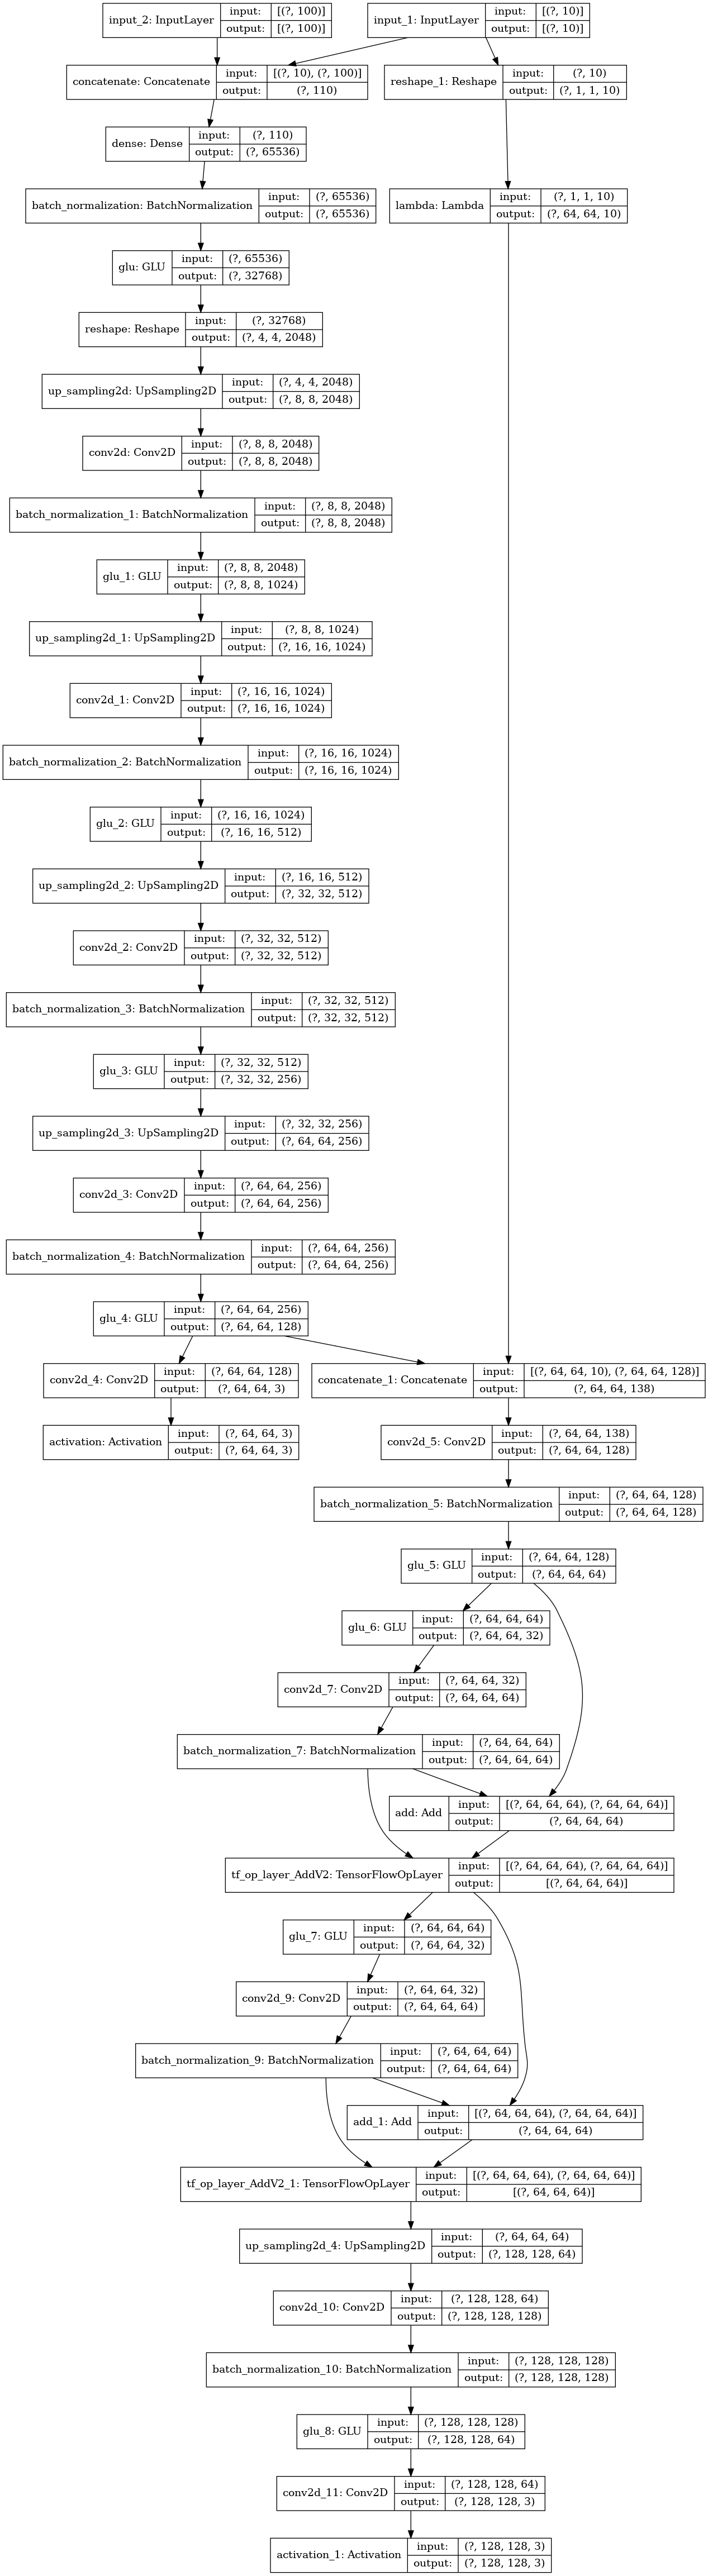 input_2: InputLayer input: [(?, 100)]
output: [(?, 100)]
input_1: InputLayer input: [(?, 10)]
output: [(?, 10)]
concatenate: Concatenate input: [(?, 10), (?, 100)]
output: (?, 110)
reshape_1: Reshape input: (?, 10)
output: (?, 1, 1, 10)
dense: Dense input: (?, 110)
output: (?, 65536)
batch_normalization: BatchNormalization input: (?, 65536)
output: (?, 65536)
lambda: Lambda input: (?, 1, 1, 10)
output: (?, 64, 64, 10)
glu: GLU input: (?, 65536)
output: (?, 32768)
reshape: Reshape input: (?, 32768)
output: (?, 4, 4, 2048)
up_sampling2d: UpSampling2D input: (?, 4, 4, 2048)
output: (?, 8, 8, 2048)
conv2d: Conv2D input: (?, 8, 8, 2048)
output: (?, 8, 8, 2048)
batch_normalization_1: BatchNormalization input: (?, 8, 8, 2048)
output: (?, 8, 8, 2048)
glu_1: GLU input: (?, 8, 8, 2048)
output: (?, 8, 8, 1024)
up_sampling2d_1: UpSampling2D input: (?, 8, 8, 1024)
output: (?, 16, 16, 1024)
conv2d_1: Conv2D input: (?, 16, 16, 1024)
output: (?, 16, 16, 1024)
batch_normalization_2: BatchNormalization input: (?, 16, 16, 1024)
output: (?, 16, 16, 1024)
glu_2: GLU input: (?, 16, 16, 1024)
output: (?, 16, 16, 512)
up_sampling2d_2: UpSampling2D input: (?, 16, 16, 512)
output: (?, 32, 32, 512)
conv2d_2: Conv2D input: (?, 32, 32, 512)
output: (?, 32, 32, 512)
batch_normalization_3: BatchNormalization input: (?, 32, 32, 512)
output: (?, 32, 32, 512)
glu_3: GLU input: (?, 32, 32, 512)
output: (?, 32, 32, 256)
up_sampling2d_3: UpSampling2D input: (?, 32, 32, 256)
output: (?, 64, 64, 256)
conv2d_3: Conv2D input: (?, 64, 64, 256)
output: (?, 64, 64, 256)
batch_normalization_4: BatchNormalization input: (?, 64, 64, 256)
output: (?, 64, 64, 256)
glu_4: GLU input: (?, 64, 64, 256)
output: (?, 64, 64, 128)
conv2d_4: Conv2D input: (?, 64, 64, 128)
output: (?, 64, 64, 3)
concatenate_1: Concatenate input: [(?, 64, 64, 10), (?, 64, 64, 128)]
output: (?, 64, 64, 138)
activation: Activation input: (?, 64, 64, 3)
output: (?, 64, 64, 3)
conv2d_5: Conv2D input: (?, 64, 64, 138)
output: (?, 64, 64, 128)
batch_normalization_5: BatchNormalization input: (?, 64, 64, 128)
output: (?, 64, 64, 128)
glu_5: GLU input: (?, 64, 64, 128)
output: (?, 64, 64, 64)
glu_6: GLU input: (?, 64, 64, 64)
output: (?, 64, 64, 32)
conv2d_7: Conv2D input: (?, 64, 64, 32)
output: (?, 64, 64, 64)
batch_normalization_7: BatchNormalization input: (?, 64, 64, 64)
output: (?, 64, 64, 64)
add: Add input: [(?, 64, 64, 64), (?, 64, 64, 64)]
output: (?, 64, 64, 64)
tf_op_layer_AddV2: TensorFlowOpLayer input: [(?, 64, 64, 64), (?, 64, 64, 64)]
output: [(?, 64, 64, 64)]
glu_7: GLU input: (?, 64, 64, 64)
output: (?, 64, 64, 32)
conv2d_9: Conv2D input: (?, 64, 64, 32)
output: (?, 64, 64, 64)
batch_normalization_9: BatchNormalization input: (?, 64, 64, 64)
output: (?, 64, 64, 64)
add_1: Add input: [(?, 64, 64, 64), (?, 64, 64, 64)]
output: (?, 64, 64, 64)
tf_op_layer_AddV2_1: TensorFlowOpLayer input: [(?, 64, 64, 64), (?, 64, 64, 64)]
output: [(?, 64, 64, 64)]
up_sampling2d_4: UpSampling2D input: (?, 64, 64, 64)
output: (?, 128, 128, 64)
conv2d_10: Conv2D input: (?, 128, 128, 64)
output: (?, 128, 128, 128)
batch_normalization_10: BatchNormalization input: (?, 128, 128, 128)
output: (?, 128, 128, 128)
glu_8: GLU input: (?, 128, 128, 128)
output: (?, 128, 128, 64)
conv2d_11: Conv2D input: (?, 128, 128, 64)
output: (?, 128, 128, 3)
activation_1: Activation input: (?, 128, 128, 3)
output: (?, 128, 128, 3)